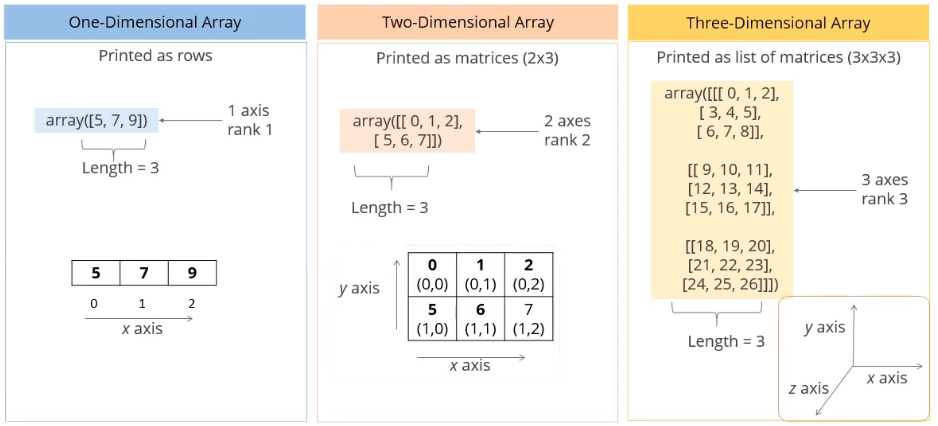 One-Dimensional Array
Printed as rows
array([5, 7, 9])
1 axis
rank 1
Length = 3
5 7 9
0 1 2
x axis
Two-Dimensional Array
Printed as matrices (2x3)
array([[ 0, 1, 2],
[ 5, 6, 7]])
2 axes
rank 2
Length = 3
y axis
0 1 2
(0,0) (0,1) (0,2)
5 6 7
(1,0) (1,1) (1,2)
x axis
Three-Dimensional Array
Printed as list of matrices (3x3x3)
array([[[ 0, 1, 2],
[ 3, 4, 5],
[ 6, 7, 8]],
[[ 9, 10, 11],
[12, 13, 14],
[15, 16, 17]],
[[18, 19, 20],
[21, 22, 23],
[24, 25, 26]]])
3 axes
rank 3
Length = 3
y axis
x axis
z axis